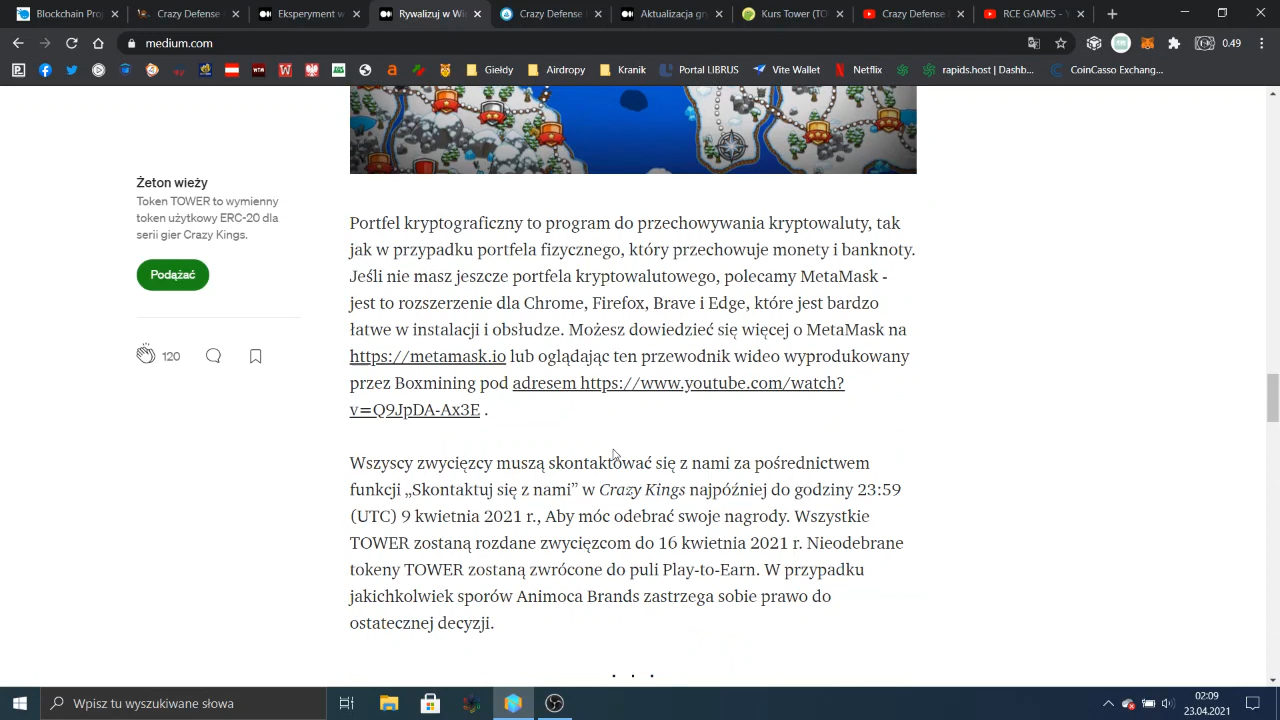 Blockchain Proj
Crazy Defense
Eksperyment w
Rywalizuj w Wi
Crazy Defense
Aktualizacja gr
Kurs Tower (TO
Crazy Defense
RCE GAMES - Y
medium.com
0.49
Giełdy
Airdropy
Kranik
Portal LIBRUS
Vite Wallet
Netflix
rapids.host | Dashb...
CoinCasso Exchang...
Żeton wieży
Token TOWER to wymienny
token użytkowy ERC-20 dla
serii gier Crazy Kings.
Podążać
120
Portfel kryptograficzny to program do przechowywania kryptowaluty, tak
jak w przypadku portfela fizycznego, który przechowuje monety i banknoty.
Jeśli nie masz jeszcze portfela kryptowalutowego, polecamy MetaMask -
jest to rozszerzenie dla Chrome, Firefox, Brave i Edge, które jest bardzo
łatwe w instalacji i obsłudze. Możesz dowiedzieć się więcej o MetaMask na
https://metamask.io lub oglądając ten przewodnik wideo wyprodukowany
przez Boxmining pod adresem https://www.youtube.com/watch?
v=Q9JpDA-Ax3E .
Wszyscy zwycięzcy muszą skontaktować się z nami za pośrednictwem
funkcji „Skontaktuj się z nami” w Crazy Kings najpóźniej do godziny 23:59
(UTC) 9 kwietnia 2021 r., Aby móc odebrać swoje nagrody. Wszystkie
TOWER zostaną rozdane zwycięzcom do 16 kwietnia 2021 r. Nieodebrane
tokeny TOWER zostaną zwrócone do puli Play-to-Earn. W przypadku
jakichkolwiek sporów Animoca Brands zastrzega sobie prawo do
ostatecznej decyzji.
Wpisz tu wyszukiwane słowa
02:09
23.04.2021